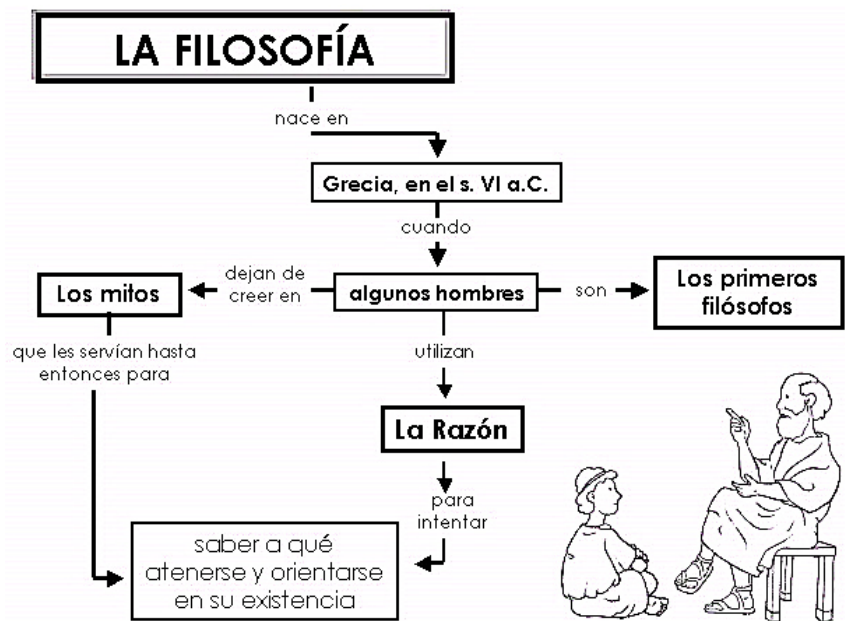 LA FILOSOFÍA
nace en
Grecia, en el s. VI a.C.
cuando
algunos hombres
dejan de
creer en
Los mitos
son
Los primeros
filósofos
que les servían hasta
entonces para
utilizan
La Razón
para
intentar
saber a qué
atenerse y orientarse
en su existencia